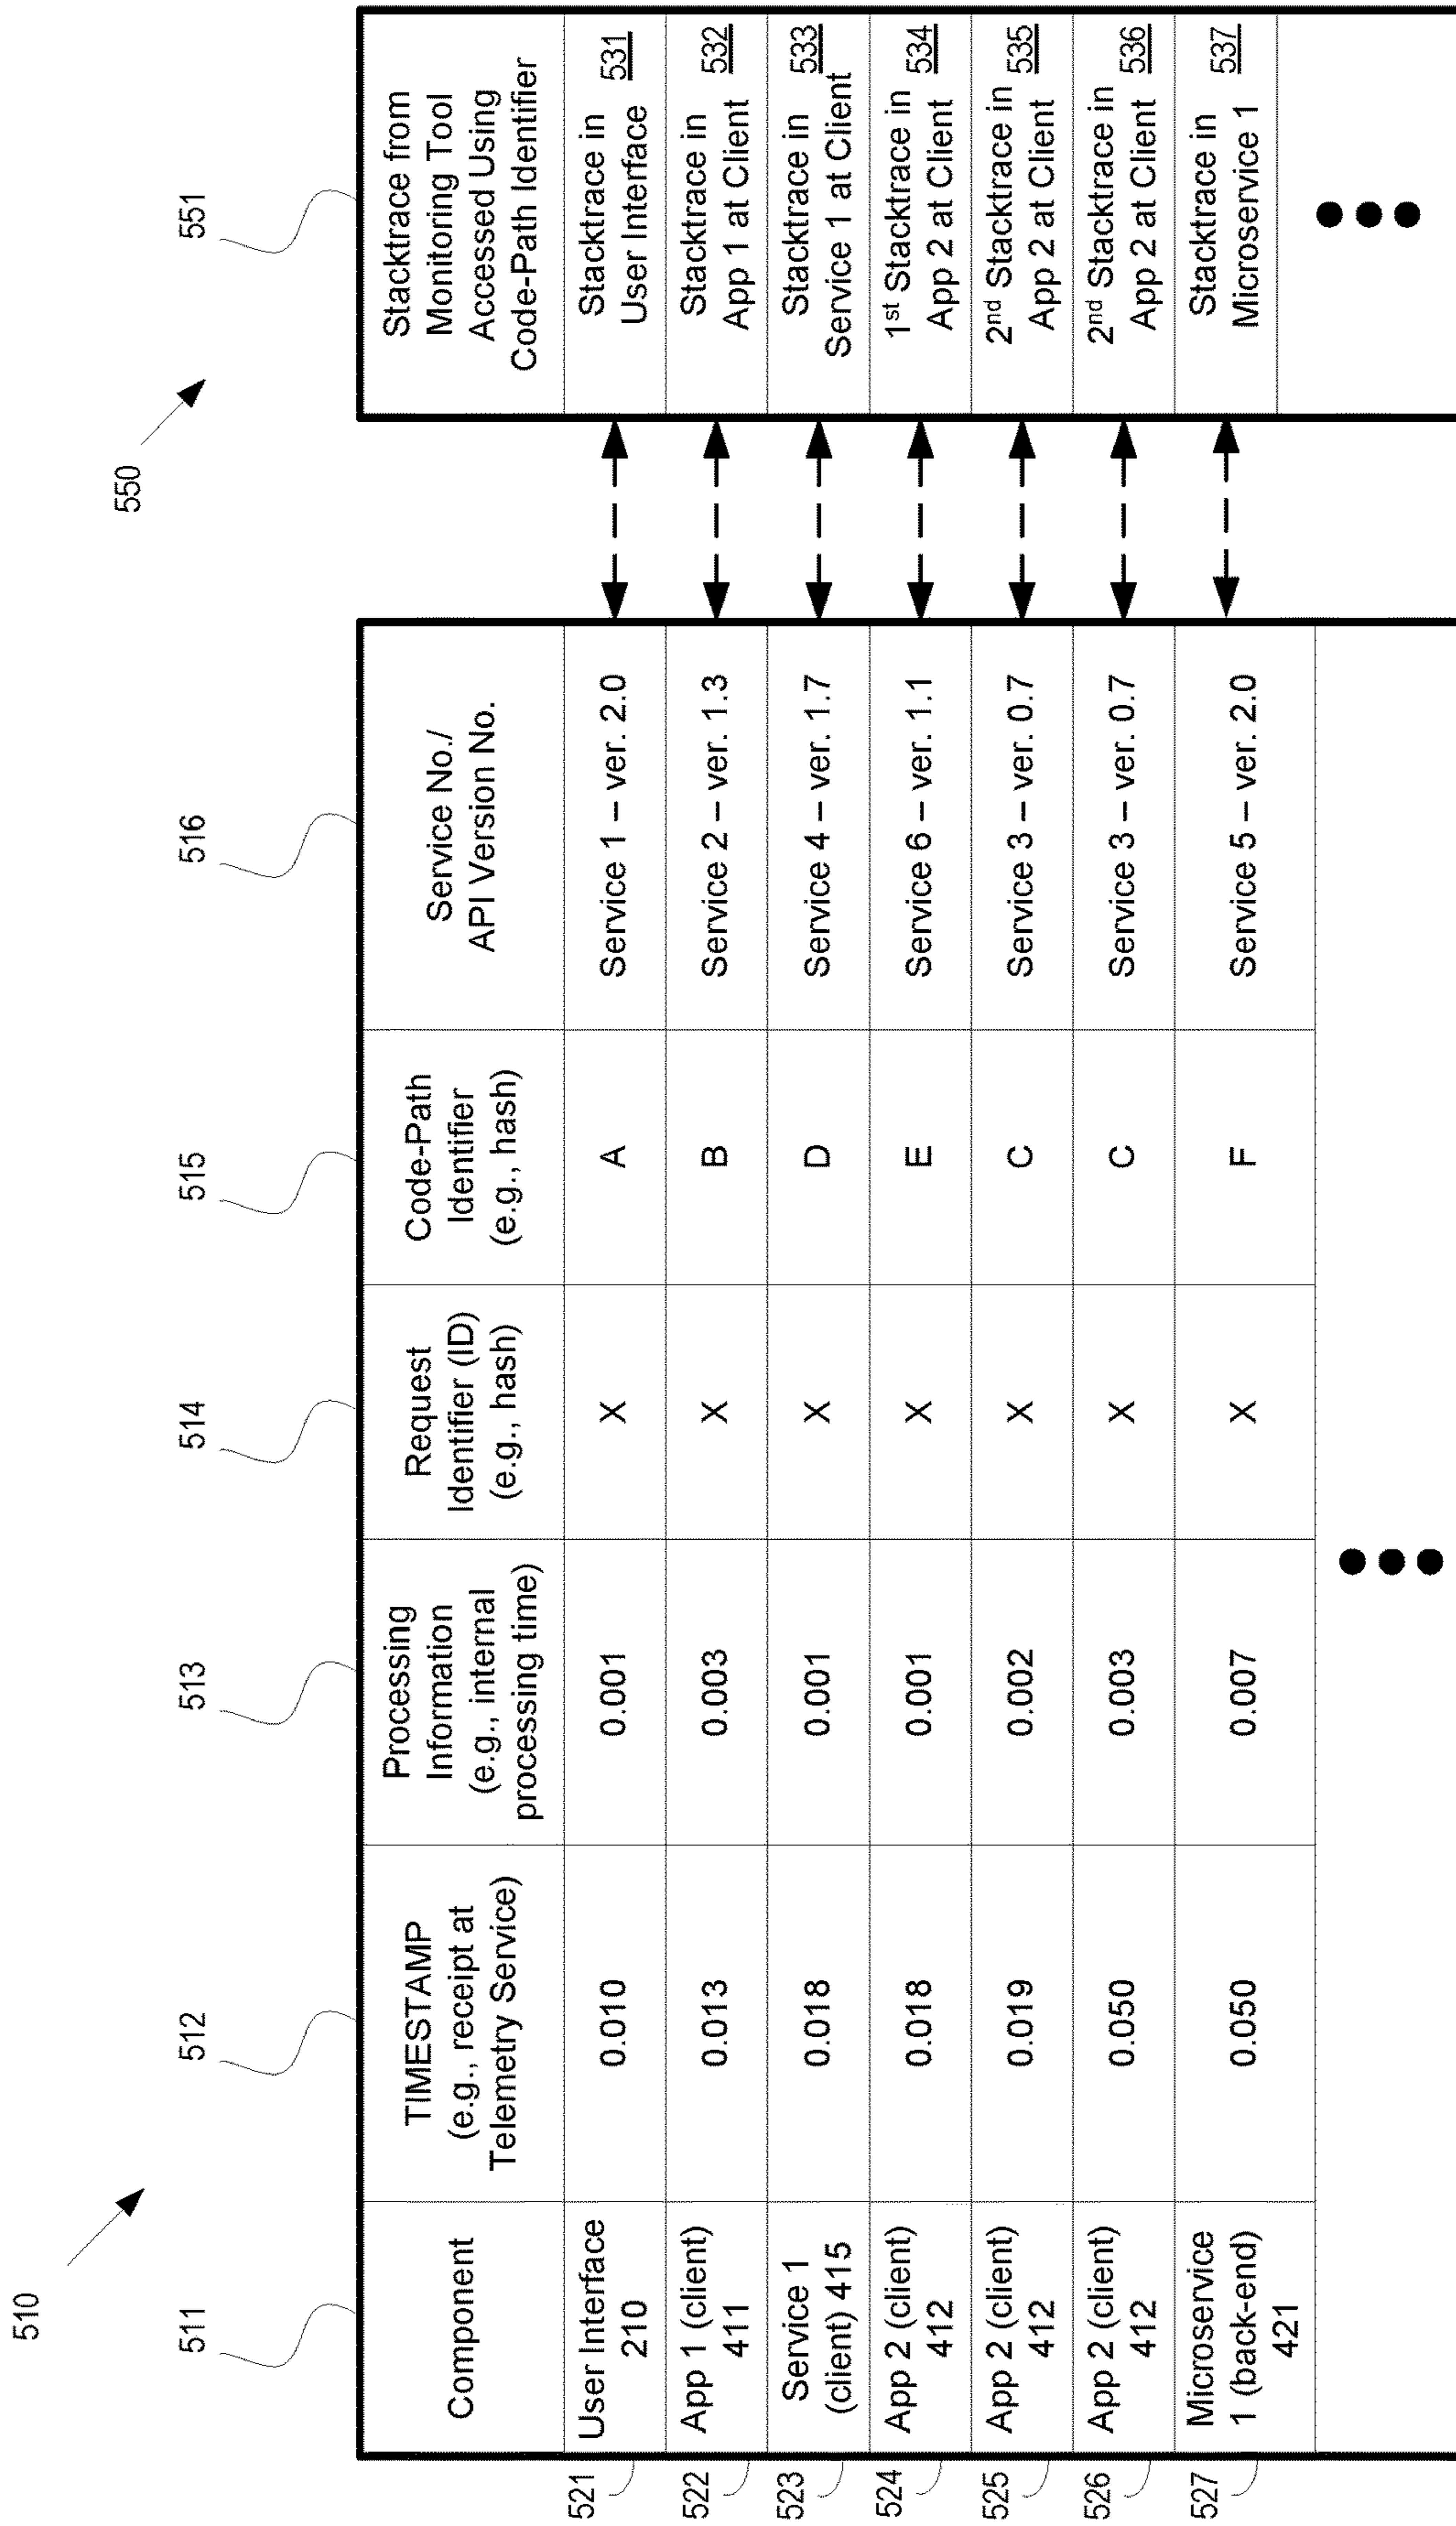 510
550
511
512
513
514
515
516
551
Component
TIMESTAMP
(e.g., receipt at
Telemetry Service)
Processing
Information
(e.g., internal
processing time)
Request
Identifier (ID)
(e.g., hash)
Code-Path
Identifier
(e.g., hash)
Service No./
API Version No.
Stacktrace from
Monitoring Tool
Accessed Using
Code-Path Identifier
521
User Interface
210
0.010
0.001
X
A
Service 1 – ver. 2.0
Stacktrace in
User Interface
531
522
App 1 (client)
411
0.013
0.003
X
B
Service 2 – ver. 1.3
Stacktrace in
App 1 at Client
532
523
Service 1
(client) 415
0.018
0.001
X
D
Service 4 – ver. 1.7
Stacktrace in
Service 1 at Client
533
524
App 2 (client)
412
0.018
0.001
X
E
Service 6 – ver. 1.1
1st Stacktrace in
App 2 at Client
534
525
App 2 (client)
412
0.019
0.002
X
C
Service 3 – ver. 0.7
2nd Stacktrace in
App 2 at Client
535
526
App 2 (client)
412
0.050
0.003
X
C
Service 3 – ver. 0.7
2nd Stacktrace in
App 2 at Client
536
527
Microservice
1 (back-end)
421
0.050
0.007
X
F
Service 5 – ver. 2.0
Stacktrace in
Microservice 1
537